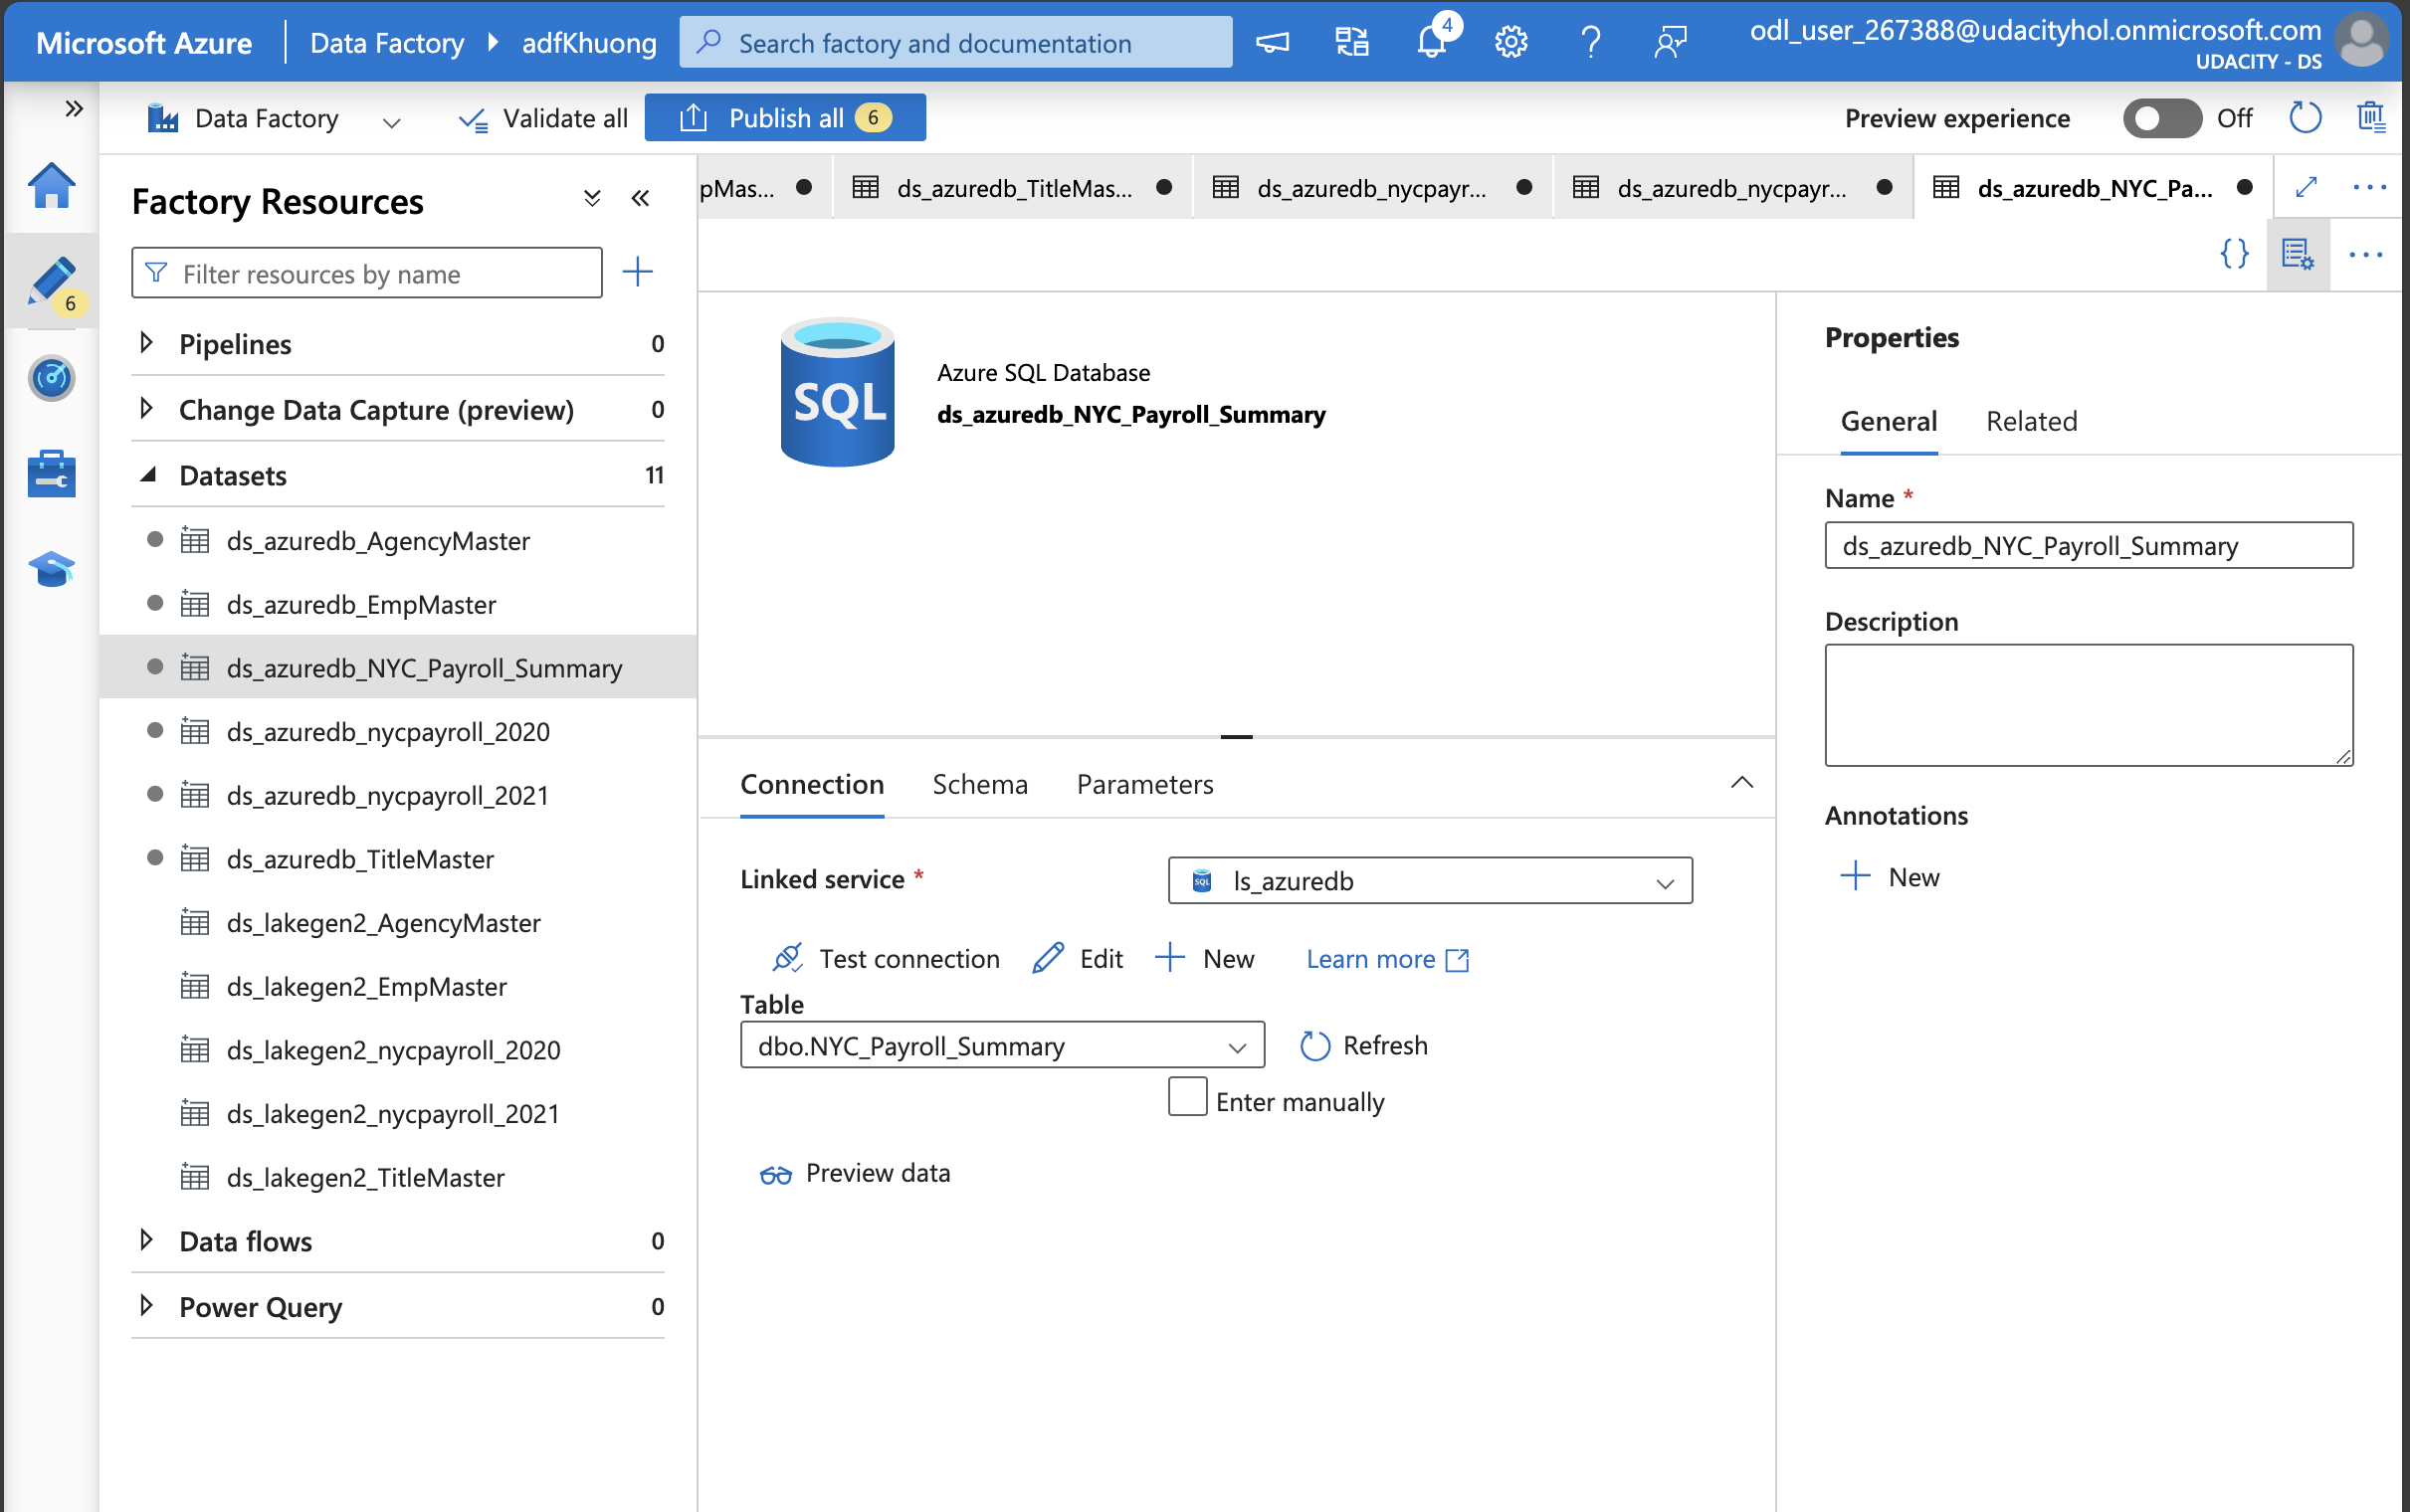 Microsoft Azure
Data Factory
adfKhuong
Search factory and documentation
4
odl_user_267388@udacityhol.onmicrosoft.com
UDACITY - DS
Data Factory
Validate all
Publish all 6
Preview experience
Off
6
Factory Resources
Filter resources by name
Pipelines 0
Change Data Capture (preview) 0
Datasets 11
ds_azuredb_AgencyMaster
ds_azuredb_EmpMaster
ds_azuredb_NYC_Payroll_Summary
ds_azuredb_nycpayroll_2020
ds_azuredb_nycpayroll_2021
ds_azuredb_TitleMaster
ds_lakegen2_AgencyMaster
ds_lakegen2_EmpMaster
ds_lakegen2_nycpayroll_2020
ds_lakegen2_nycpayroll_2021
ds_lakegen2_TitleMaster
Data flows 0
Power Query 0
pMas...
ds_azuredb_TitleMas...
ds_azuredb_nycpayr...
ds_azuredb_nycpayr...
ds_azuredb_NYC_Pa...
{}
SQL
Azure SQL Database
ds_azuredb_NYC_Payroll_Summary
Connection
Schema
Parameters
Linked service *
SQL
ls_azuredb
Test connection
Edit
New
Learn more
Table
dbo.NYC_Payroll_Summary
Refresh
Enter manually
Preview data
Properties
General
Related
Name *
ds_azuredb_NYC_Payroll_Summary
Description
Annotations
New